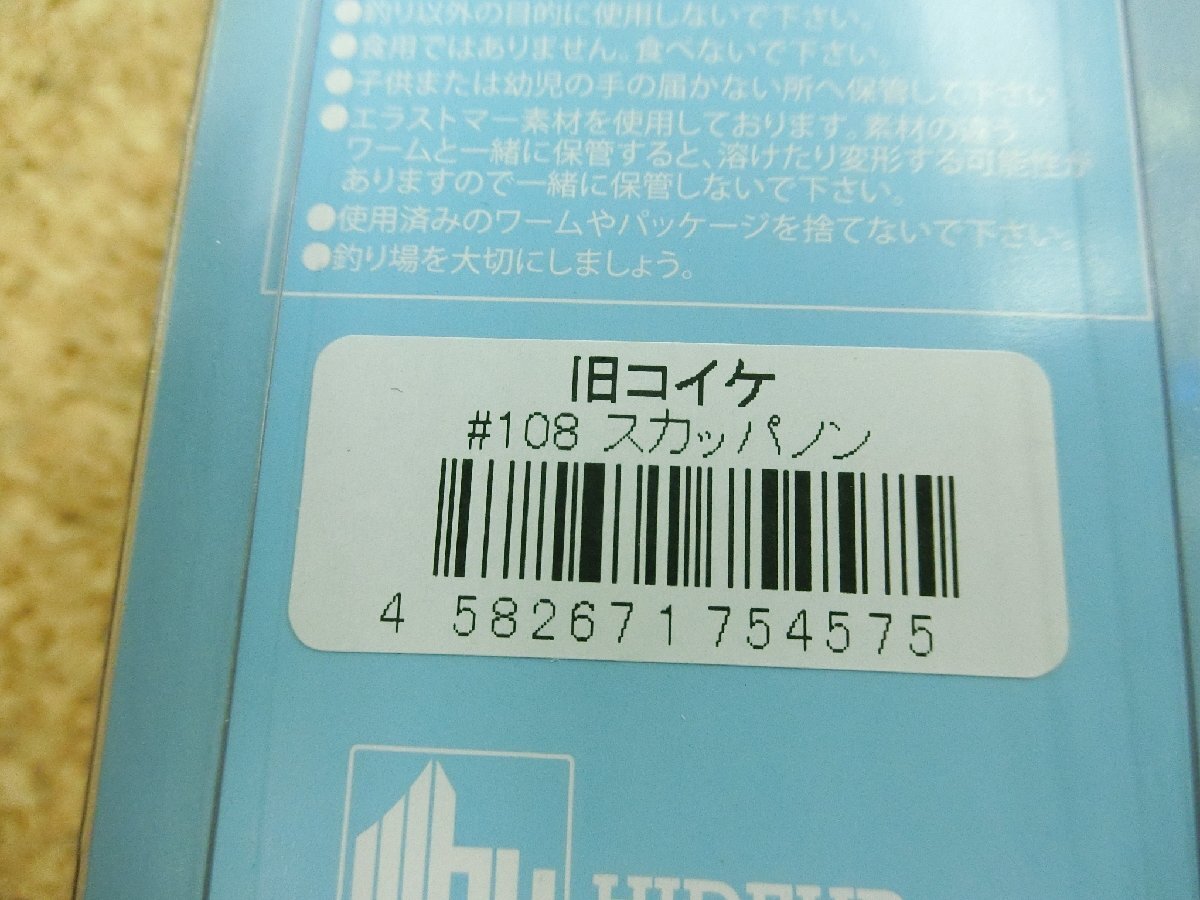 ●釣り以外の目的に使用しないで下さい。
●食用ではありません。食べないで下さい。
●子供または幼児の手の届かない所へ保管して下さい
●エラストマー素材を使用しております。素材の違う
ワームと一緒に保管すると、溶けたり変形する可能性が
ありますので一緒に保管しないで下さい。
●使用済みのワームやパッケージを捨てないで下さい。
●釣り場を大切にしましょう。
旧コイケ
#108 スカッパノン
4 582671 754575
hu
HIDEUP